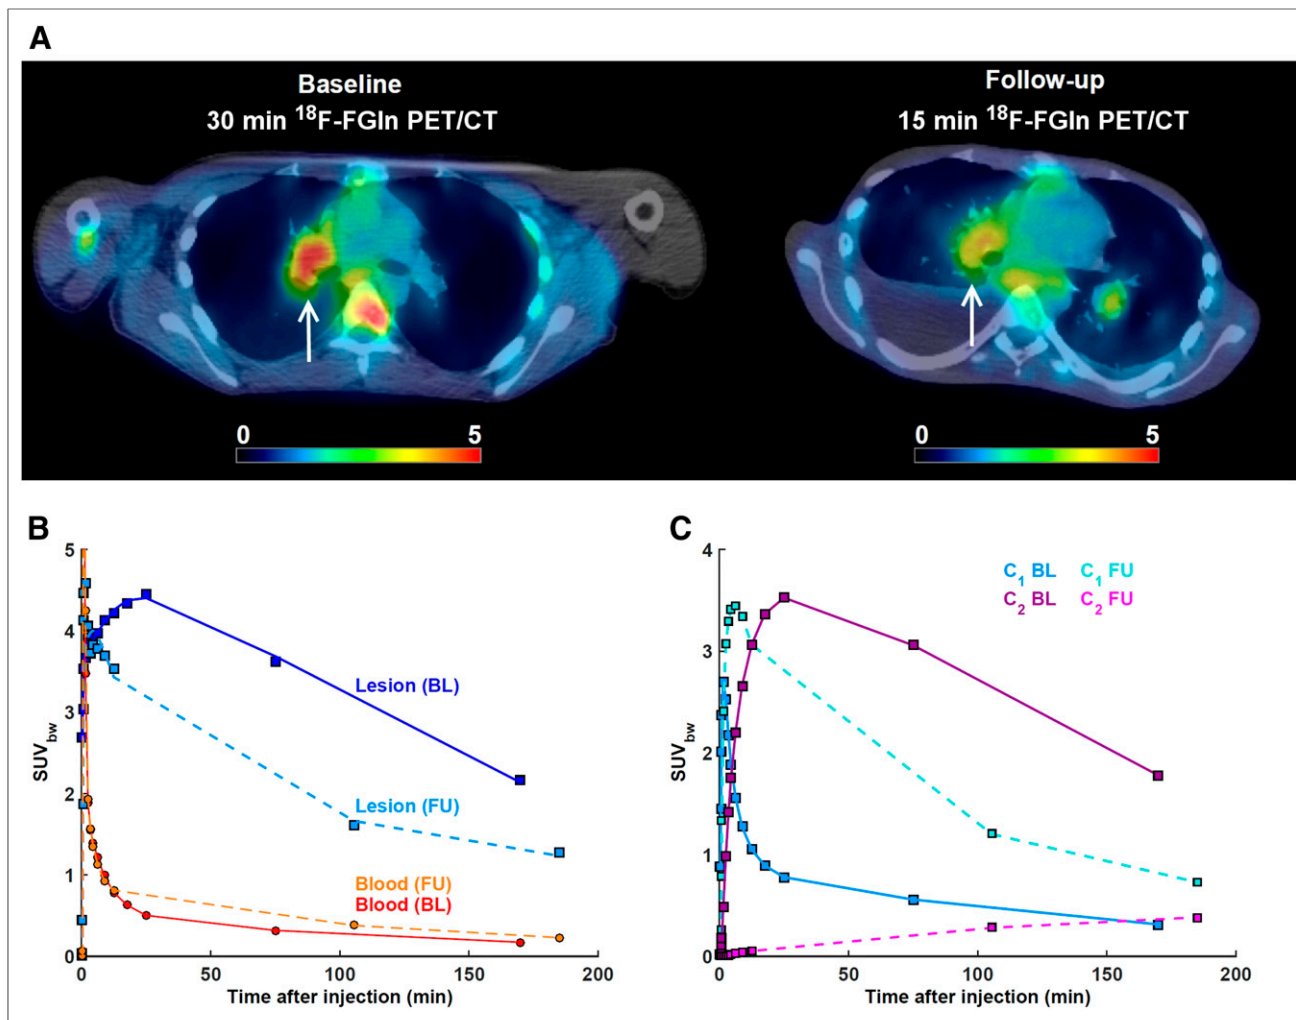 A
Baseline
30 min ¹⁸F-FGln PET/CT
Follow-up
15 min ¹⁸F-FGln PET/CT
0 5
0 5
B
5
4
3
2
1
0
SUVbw
Lesion (BL)
Lesion (FU)
Blood (FU)
Blood (BL)
0 50 100 150 200
Time after injection (min)
C
4
3
2
1
0
SUVbw
C₁ BL C₁ FU
C₂ BL C₂ FU
0 50 100 150 200
Time after injection (min)